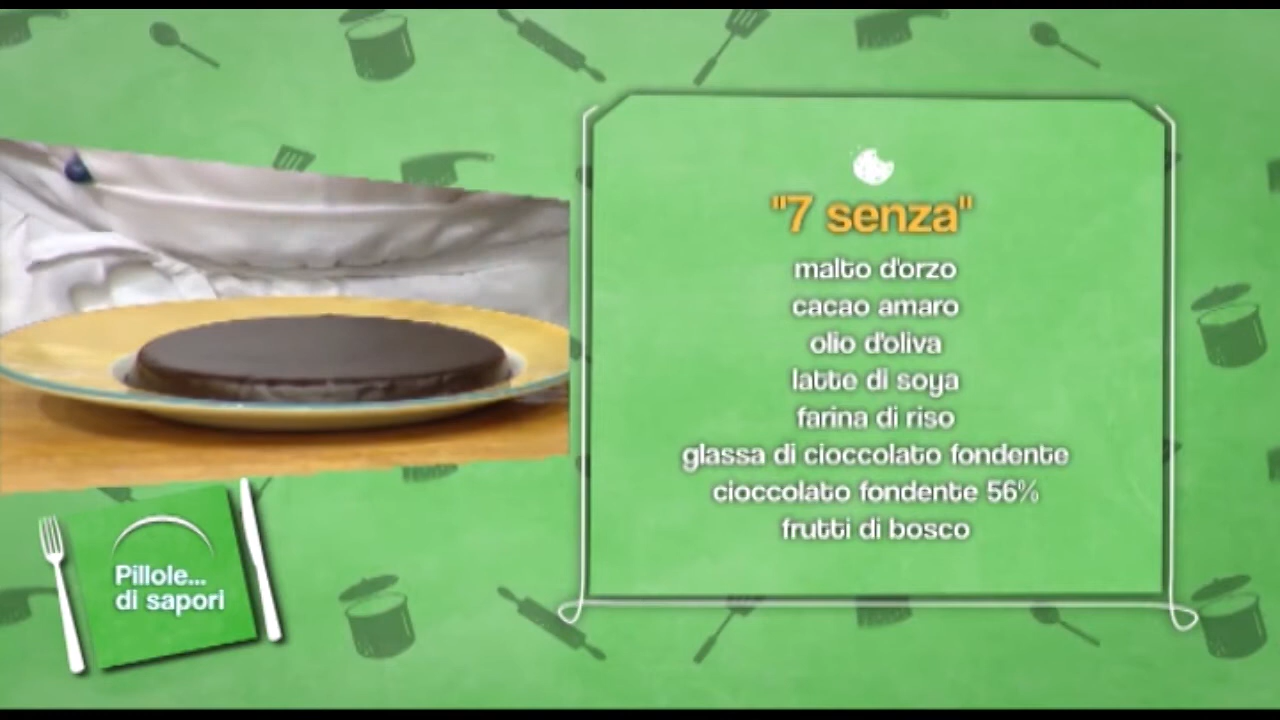 "7 senza"
malto d'orzo
cacao amaro
olio d'oliva
latte di soya
farina di riso
glassa di cioccolato fondente
cioccolato fondente 56%
frutti di bosco
Pillole...
di sapori